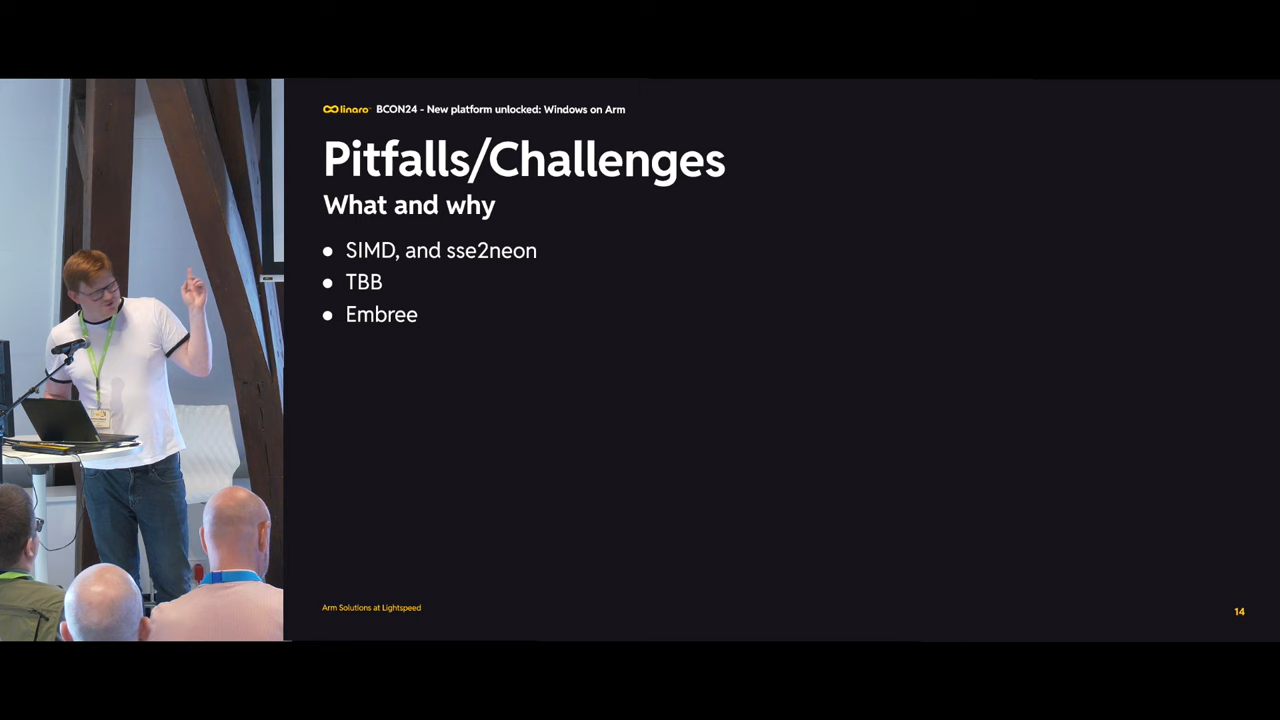 linaro BCON24 - New platform unlocked: Windows on Arm
Pitfalls/Challenges
What and why
● SIMD, and sse2neon
● TBB
● Embree
Arm Solutions at Lightspeed
14